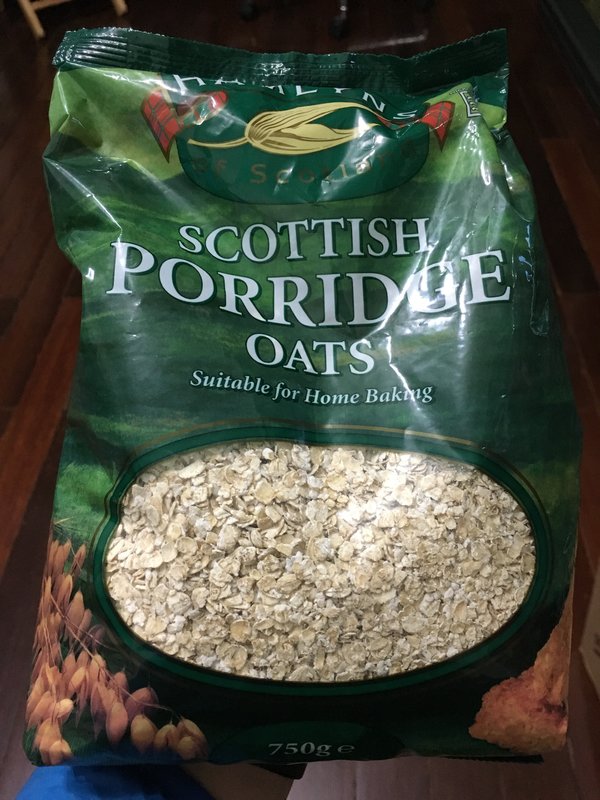 HAMLYNS
of Scotland
SCOTTISH
PORRIDGE
OATS
Suitable for Home Baking
750g e